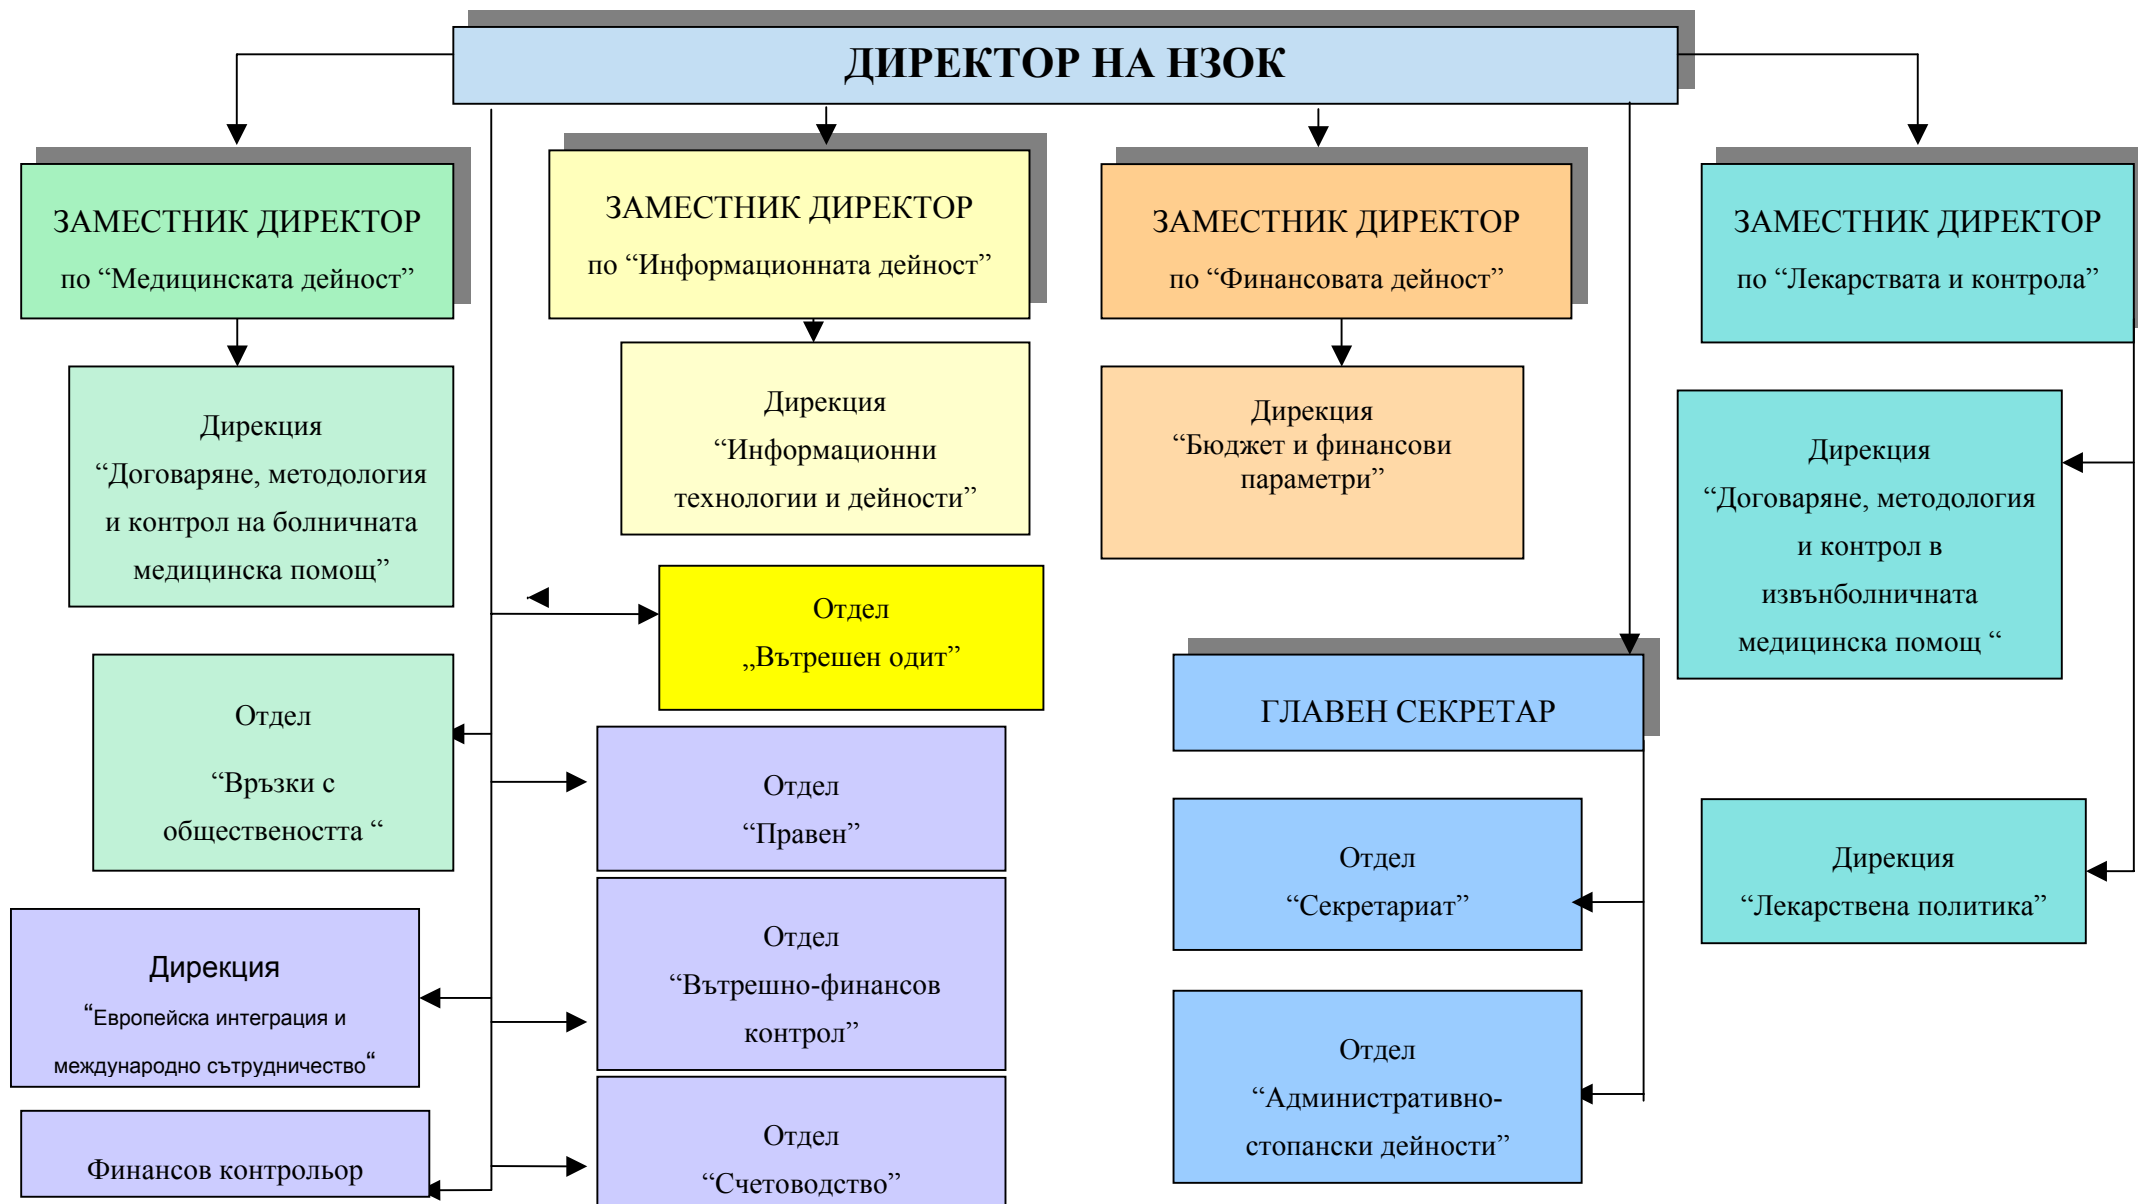 ДИРЕКТОР НА НЗОК
ЗАМЕСТНИК ДИРЕКТОР
по “Медицинската дейност”
ЗАМЕСТНИК ДИРЕКТОР
по “Информационната дейност”
ЗАМЕСТНИК ДИРЕКТОР
по “Финансовата дейност”
ЗАМЕСТНИК ДИРЕКТОР
по “Лекарствата и контрола”
Дирекция
“Договаряне, методология
и контрол на болничната
медицинска помощ”
Дирекция
“Информационни
технологии и дейности”
Дирекция
“Бюджет и финансови
параметри”
Дирекция
“Договаряне, методология
и контрол в
извънболничната
медицинска помощ “
Отдел
„Вътрешен одит”
Отдел
“Връзки с
обществеността “
ГЛАВЕН СЕКРЕТАР
Отдел
“Правен”
Отдел
“Секретариат”
Дирекция
“Лекарствена политика”
Дирекция
“Европейска интеграция и
международно сътрудничество“
Отдел
“Вътрешно-финансов
контрол”
Отдел
“Административно-
стопански дейности”
Финансов контрольор
Отдел
“Счетоводство”